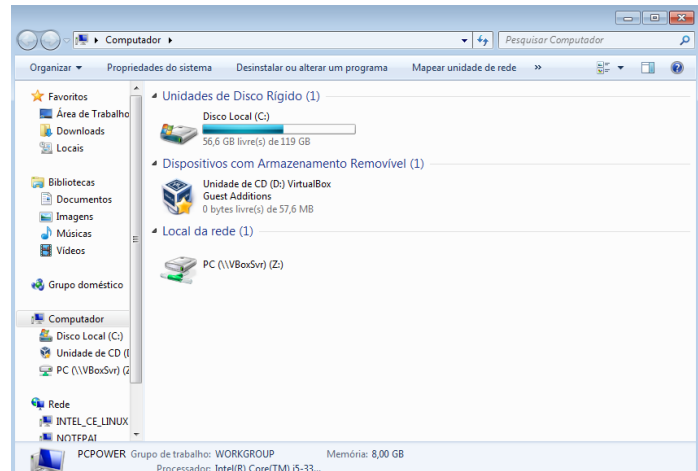 Computador
Pesquisar Computador
Organizar
Propriedades do sistema
Desinstalar ou alterar um programa
Mapear unidade de rede
»
Favoritos
Área de Trabalho
Downloads
Locais
Bibliotecas
Documentos
Imagens
Músicas
Vídeos
Grupo doméstico
Computador
Disco Local (C:)
Unidade de CD (D
PC (\\VBoxSvr) (Z
Rede
INTEL_CE_LINUX
NOTEPAI
Unidades de Disco Rígido (1)
Disco Local (C:)
56,6 GB livre(s) de 119 GB
Dispositivos com Armazenamento Removível (1)
Unidade de CD (D:) VirtualBox
Guest Additions
0 bytes livre(s) de 57,6 MB
Local da rede (1)
PC (\\VBoxSvr) (Z:)
PCPOWER Grupo de trabalho: WORKGROUP Memória: 8,00 GB
Processador: Intel(R) Core(TM) i5-33...